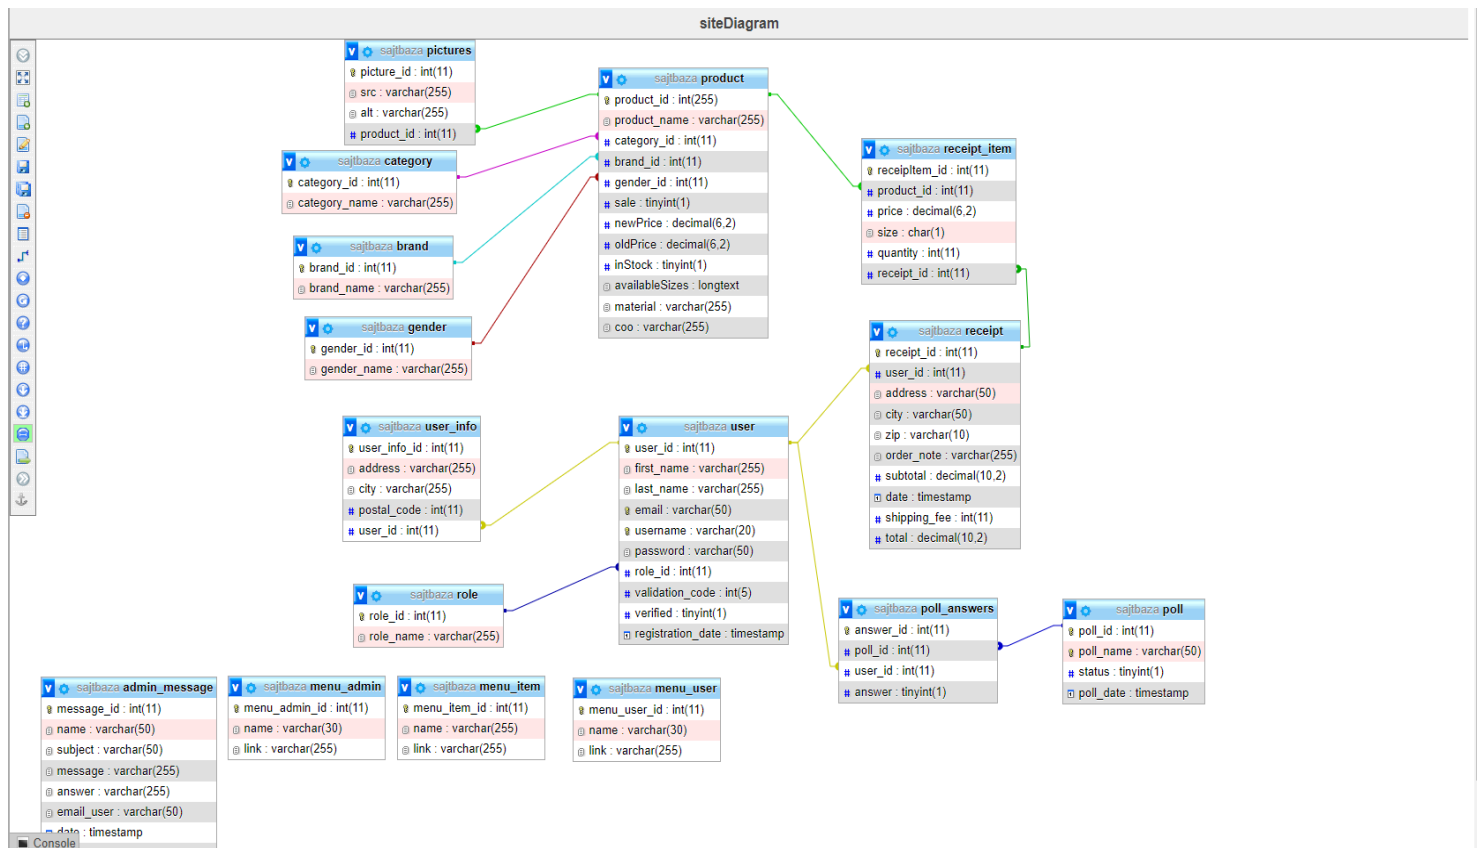 siteDiagram
sajtbaza pictures
picture_id : int(11)
src : varchar(255)
alt : varchar(255)
product_id : int(11)
sajtbaza category
category_id : int(11)
category_name : varchar(255)
sajtbaza brand
brand_id : int(11)
brand_name : varchar(255)
sajtbaza gender
gender_id : int(11)
gender_name : varchar(255)
sajtbaza product
product_id : int(255)
product_name : varchar(255)
category_id : int(11)
brand_id : int(11)
gender_id : int(11)
sale : tinyint(1)
newPrice : decimal(6,2)
oldPrice : decimal(6,2)
inStock : tinyint(1)
availableSizes : longtext
material : varchar(255)
coo : varchar(255)
sajtbaza receipt_item
receipItem_id : int(11)
product_id : int(11)
price : decimal(6,2)
size : char(1)
quantity : int(11)
receipt_id : int(11)
sajtbaza receipt
receipt_id : int(11)
user_id : int(11)
address : varchar(50)
city : varchar(50)
zip : varchar(10)
order_note : varchar(255)
subtotal : decimal(10,2)
date : timestamp
shipping_fee : int(11)
total : decimal(10,2)
sajtbaza user_info
user_info_id : int(11)
address : varchar(255)
city : varchar(255)
postal_code : int(11)
user_id : int(11)
sajtbaza user
user_id : int(11)
first_name : varchar(255)
last_name : varchar(255)
email : varchar(50)
username : varchar(20)
password : varchar(50)
role_id : int(11)
validation_code : int(5)
verified : tinyint(1)
registration_date : timestamp
sajtbaza role
role_id : int(11)
role_name : varchar(255)
sajtbaza poll_answers
answer_id : int(11)
poll_id : int(11)
user_id : int(11)
answer : tinyint(1)
sajtbaza poll
poll_id : int(11)
poll_name : varchar(50)
status : tinyint(1)
poll_date : timestamp
sajtbaza admin_message
message_id : int(11)
name : varchar(50)
subject : varchar(50)
message : varchar(255)
answer : varchar(255)
email_user : varchar(50)
date : timestamp
sajtbaza menu_admin
menu_admin_id : int(11)
name : varchar(30)
link : varchar(255)
sajtbaza menu_item
menu_item_id : int(11)
name : varchar(255)
link : varchar(255)
sajtbaza menu_user
menu_user_id : int(11)
name : varchar(30)
link : varchar(255)
Console